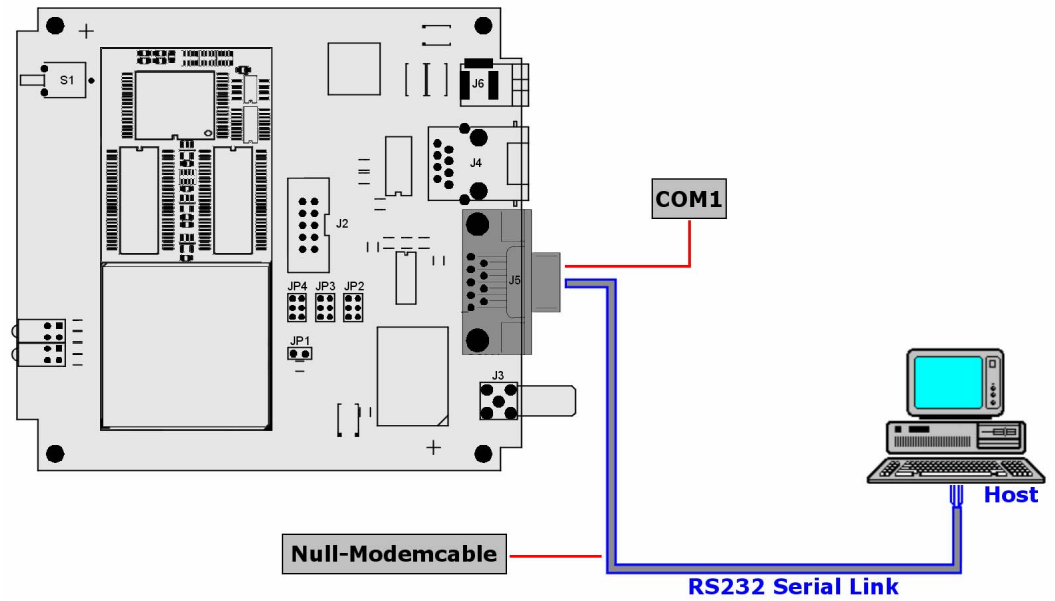 S1
J6
J4
COM1
J2
J5
JP4 JP3 JP2
JP1
J3
Host
Null-Modemcable
RS232 Serial Link